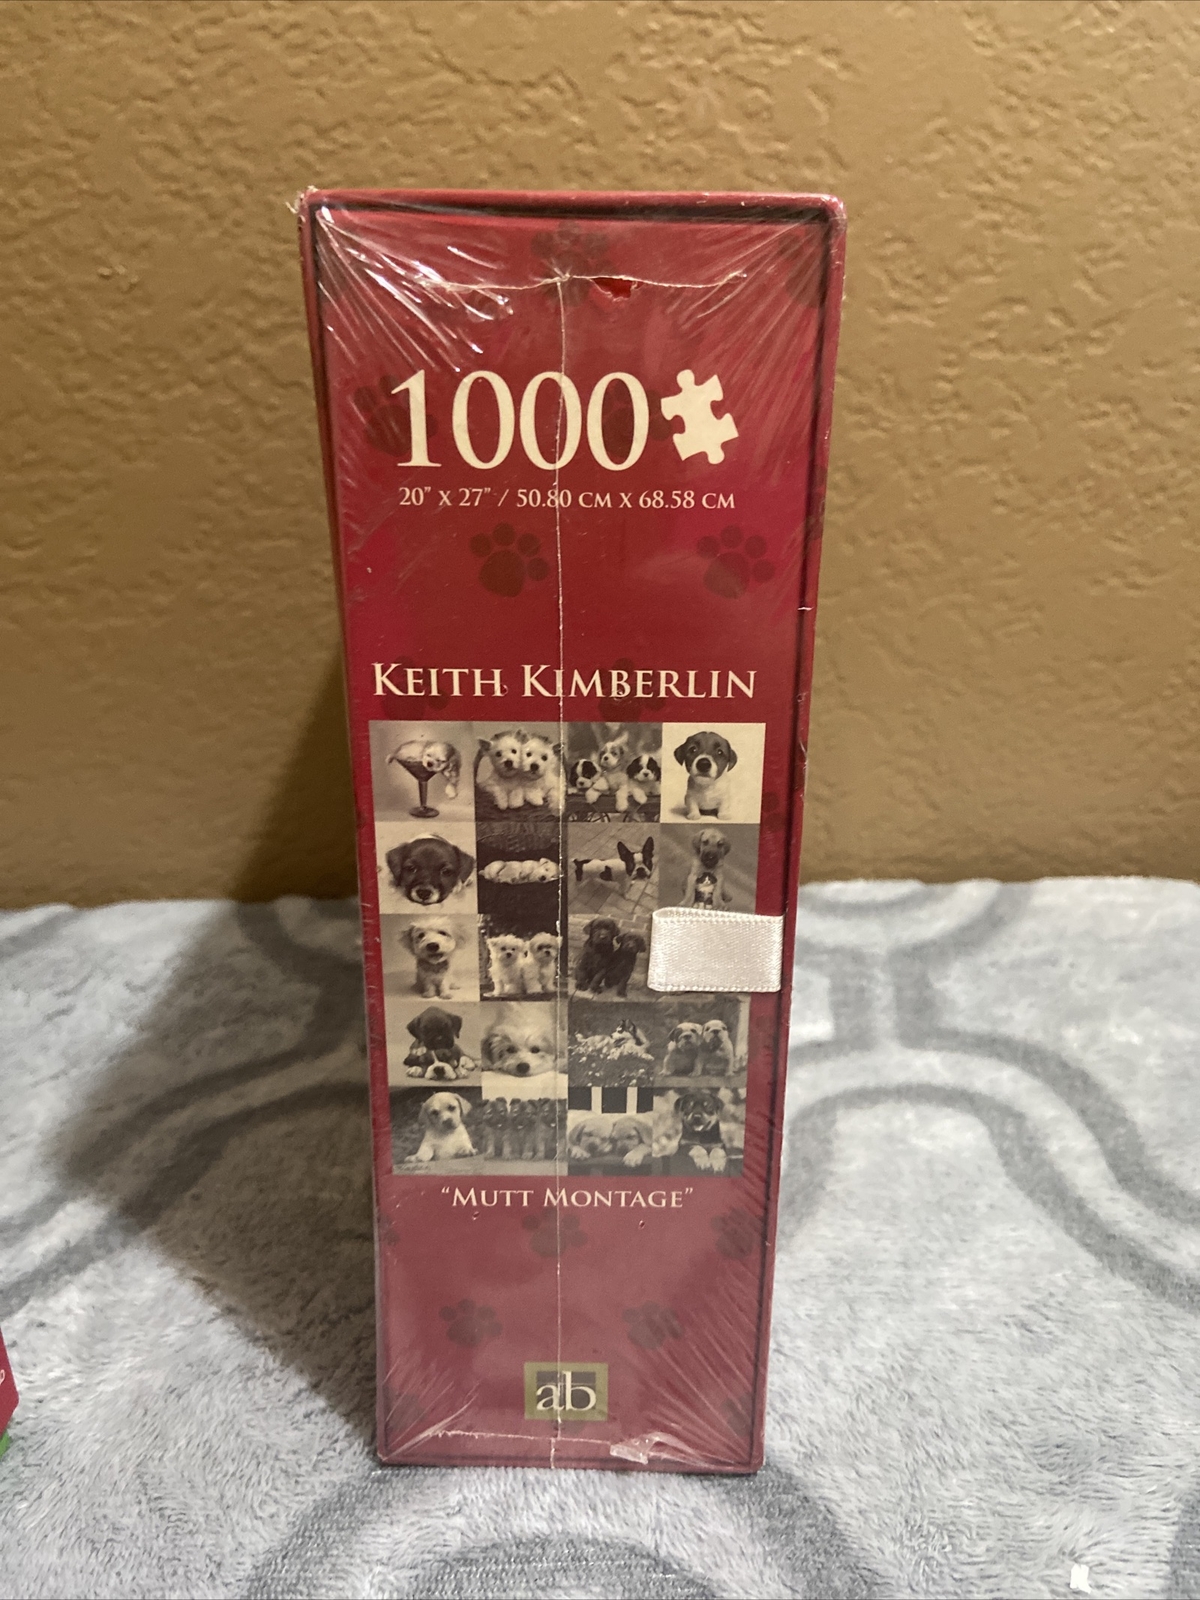 1000
20" X 27" / 50.80 CM X 68.58 CM
KEITH KIMBERLIN
"MUTT MONTAGE"
ab